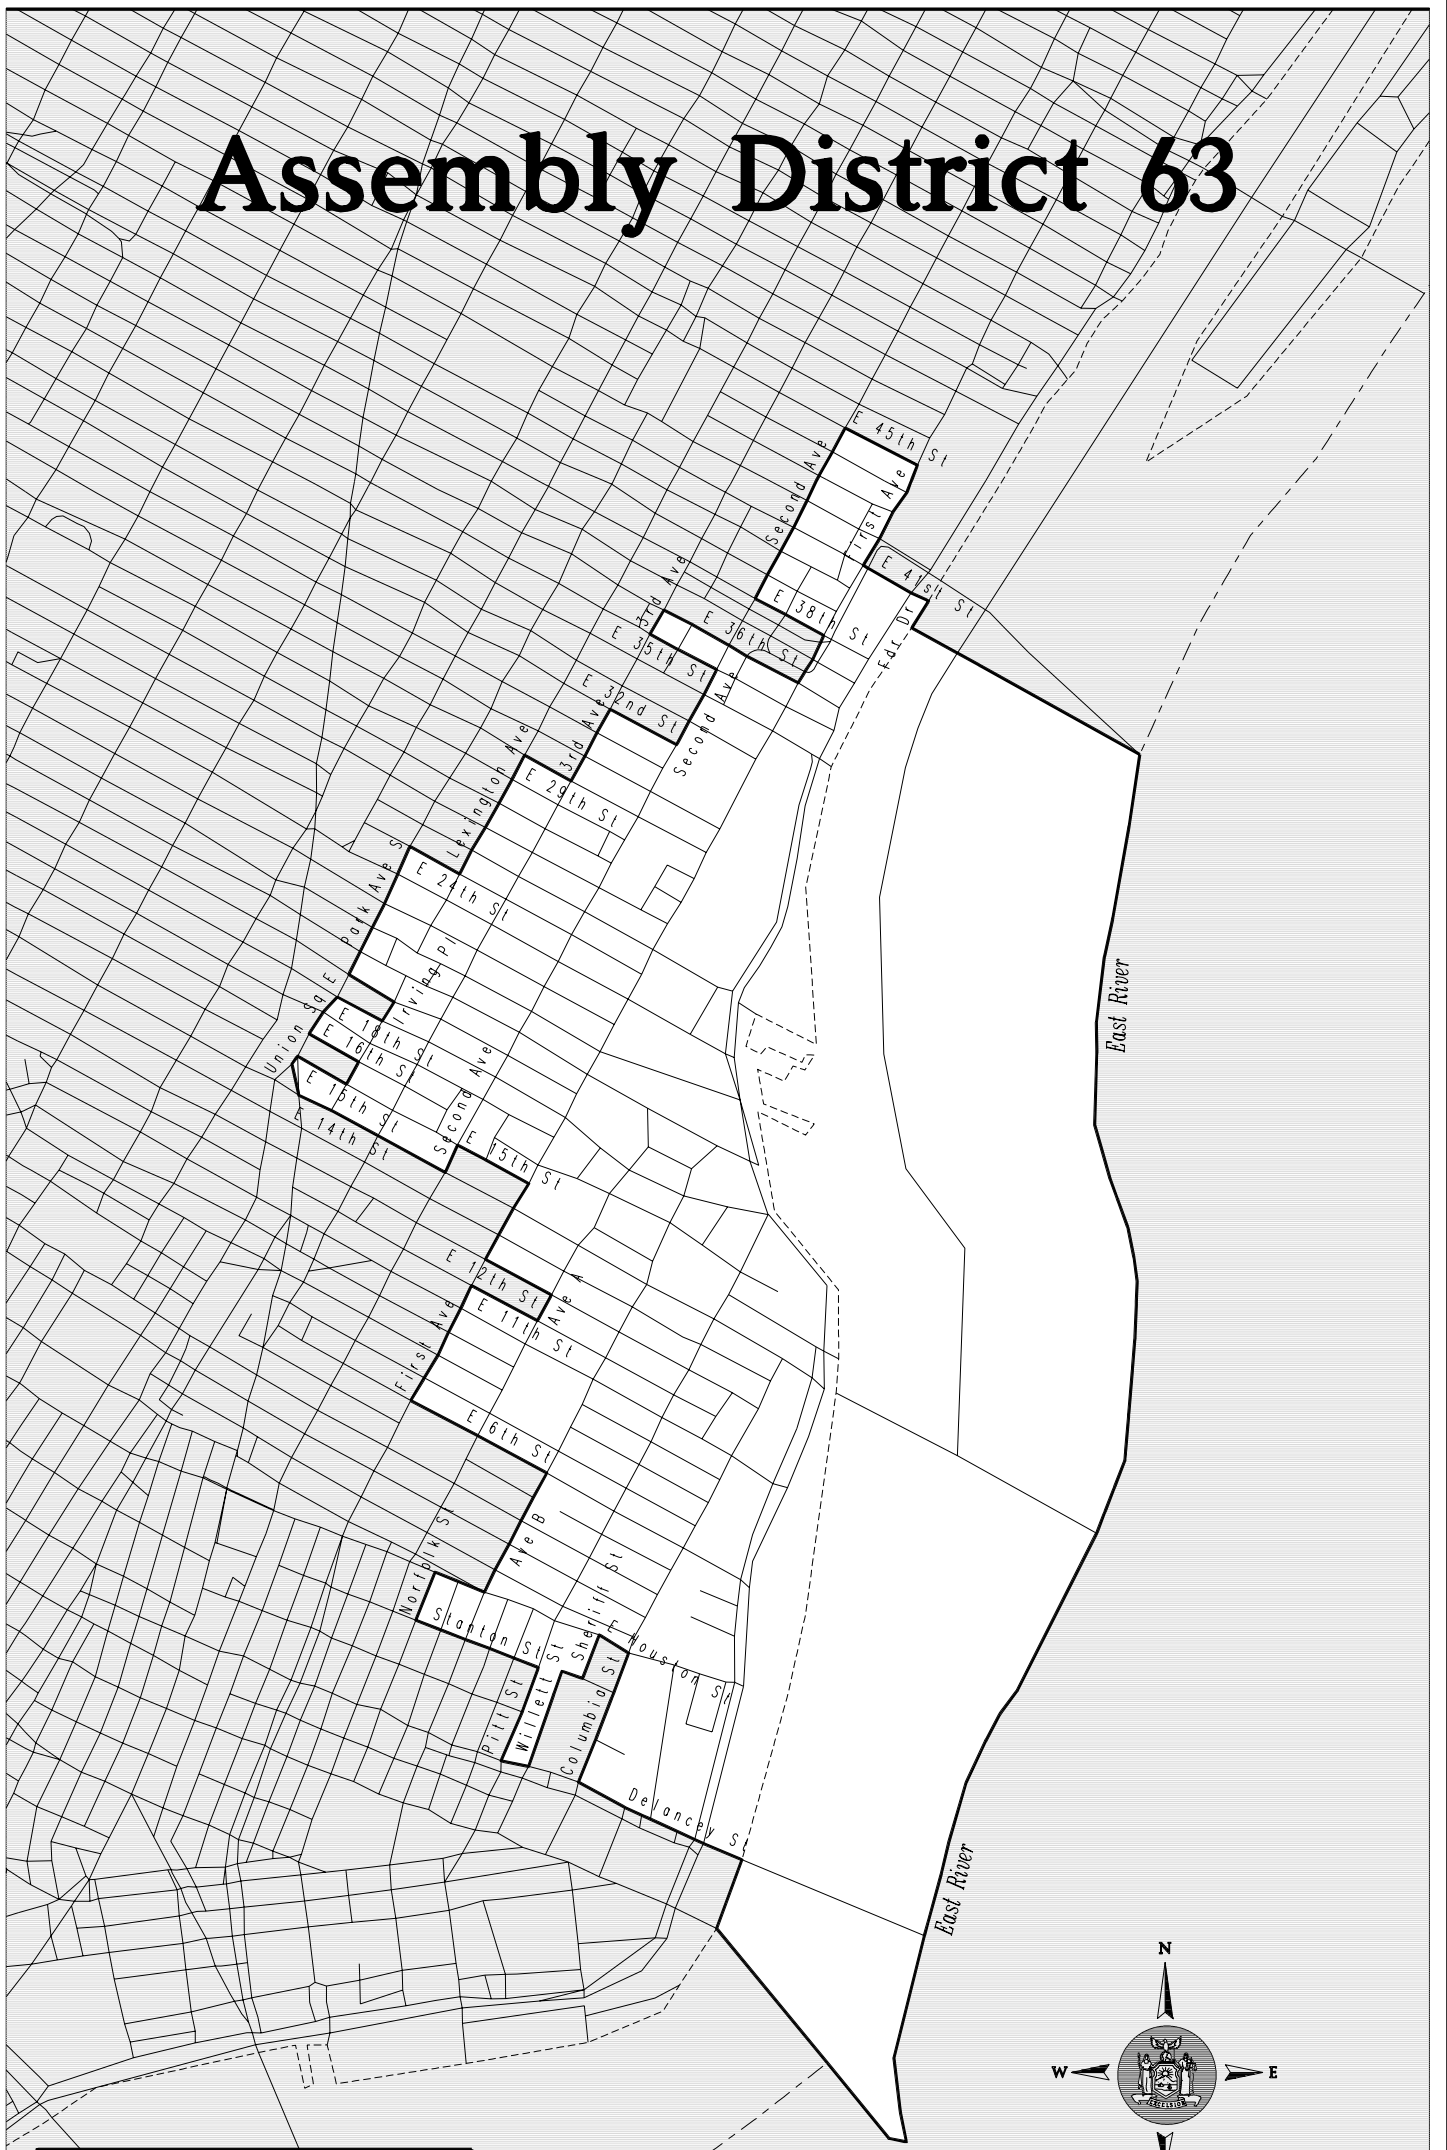 Assembly District 63
E 45th St
Second Ave
First Ave
E 41st St
3rd Ave
E 38th St
E 36th St
Fdr Dr
E 35th St
E 32nd St
Second Ave
3rd Ave
Lexington Ave
E 29th St
Park Ave S
E 24th St
East River
Irving Pl
Union Sq E
E 18th St
E 16th St
Second Ave
E 15th St
E 14th St
E 15th St
E 12th St
Ave A
First Ave
E 11th St
E 6th St
Ave B
Norfolk St
Sheriff St
Stanton St
E Houston St
Willett St
Pitt St
Columbia St
Delancey St
East River
N
W
E
EXCELSIOR